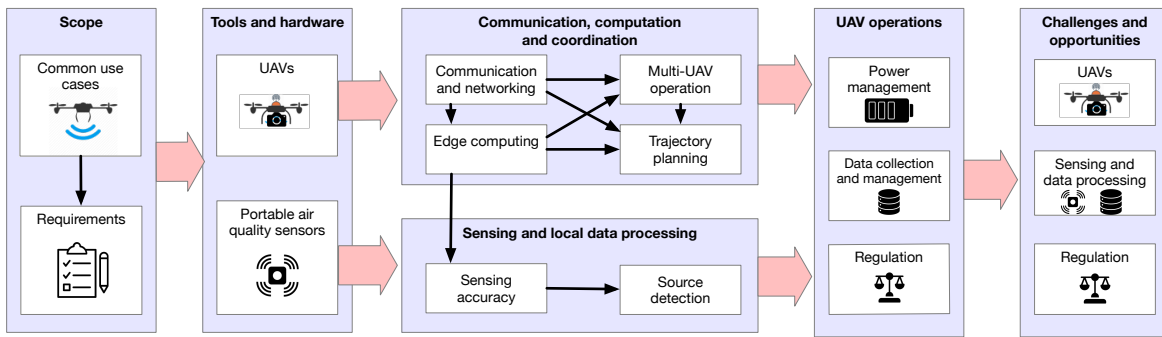 Scope
Common use
cases
Requirements
Tools and hardware
UAVs
Portable air
quality sensors
Communication, computation
and coordination
Communication
and networking
Multi-UAV
operation
Edge computing
Trajectory
planning
Sensing and local data processing
Sensing
accuracy
Source
detection
UAV operations
Power
management
Data collection
and management
Regulation
Challenges and
opportunities
UAVs
Sensing and
data processing
Regulation